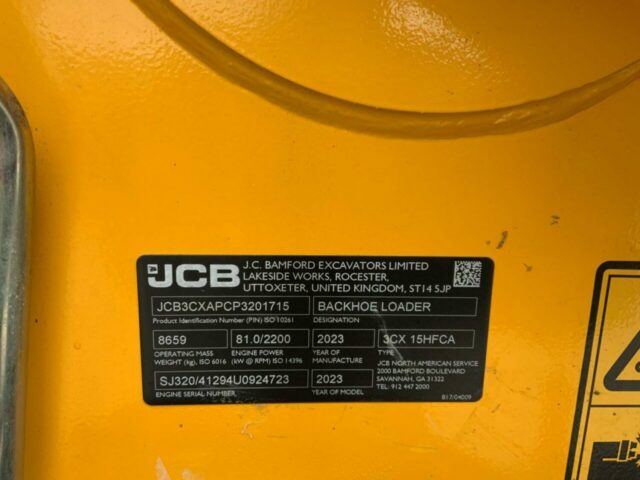 JCB
J.C. BAMFORD EXCAVATORS LIMITED
LAKESIDE WORKS, ROCESTER,
UTTOXETER, UNITED KINGDOM, ST14 5JP
JCB3CXAPCP3201715 BACKHOE LOADER
Product Identification Number (PIN) ISO 10261 DESIGNATION
8659 81.0/2200 2023 3CX 15HFCA
OPERATING MASS ENGINE POWER YEAR OF TYPE
WEIGHT (kg), ISO 6016 (kW @ RPM) ISO 14396 MANUFACTURE
JCB NORTH AMERICAN SERVICE
2000 BAMFORD BOULEVARD
SAVANNAH, GA 31322
TEL: 912 447 2000
SJ320/41294U0924723 2023
ENGINE SERIAL NUMBER YEAR OF MODEL
817/04009